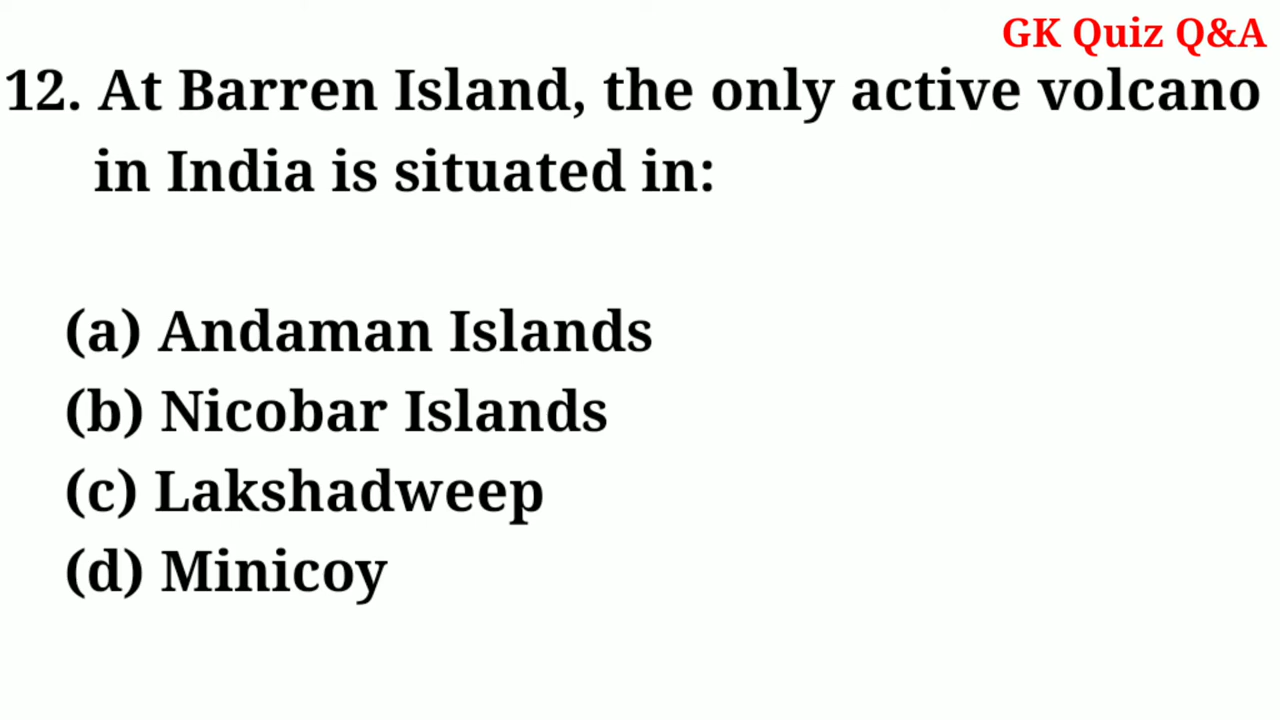 GK Quiz Q&A
12. At Barren Island, the only active volcano
in India is situated in:
(a) Andaman Islands
(b) Nicobar Islands
(c) Lakshadweep
(d) Minicoy